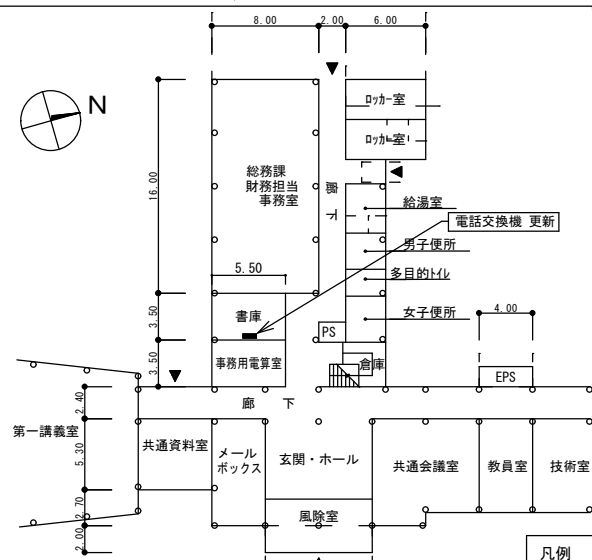 8.00
2.00
6.00
N
ロッカー室
ロッカー室
16.00
総務課
財務担当
事務室
廊下
給湯室
電話交換機 更新
男子便所
多目的トイレ
5.50
女子便所
4.00
3.50
書庫
PS
3.50
事務用電算室
倉庫
EPS
2.40
廊 下
第一講義室
5.30
共通資料室
メール
ボックス
玄関・ホール
共通会議室
教員室
技術室
2.70
風除室
2.00
凡例